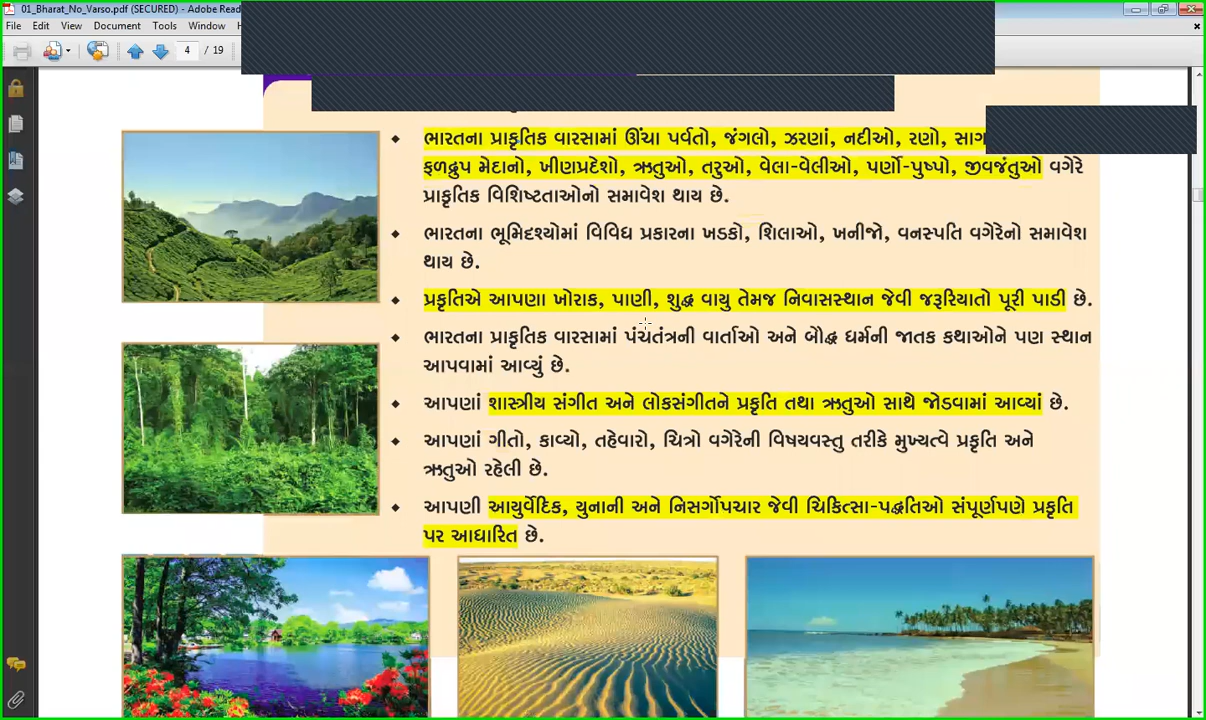 01_Bharat_No_Varso.pdf (SECURED) - Adobe Read
File Edit View Document Tools Window H
4 / 19
ભારતના પ્રાકૃતિક વારસામાં ઊંચા પર્વતો, જંગલો, ઝરણાં, નદીઓ, રણો,
ફળદ્રુપ મેદાનો, ખીણપ્રદેશો, ઋતુઓ, તરુઓ, વેલા-વેલીઓ, પર્ણો-પુષ્પો, જીવજંતુઓ વગેરે
પ્રાકૃતિક વિશિષ્ટતાઓનો સમાવેશ થાય છે.
ભારતના ભૂમિદૃશ્યોમાં વિવિધ પ્રકારના ખડકો, શિલાઓ, ખનીજો, વનસ્પતિ વગેરેનો સમાવેશ
થાય છે.
પ્રકૃતિએ આપણા ખોરાક, પાણી, શુદ્ધ વાયુ તેમજ નિવાસસ્થાન જેવી જરૂરિયાતો પૂરી પાડી છે.
ભારતના પ્રાકૃતિક વારસામાં પંચતંત્રની વાર્તાઓ અને બૌદ્ધ ધર્મની જાતક કથાઓને પણ સ્થાન
આપવામાં આવ્યું છે.
આપણાં શાસ્ત્રીય સંગીત અને લોકસંગીતને પ્રકૃતિ તથા ઋતુઓ સાથે જોડવામાં આવ્યાં છે.
આપણાં ગીતો, કાવ્યો, તહેવારો, ચિત્રો વગેરેની વિષયવસ્તુ તરીકે મુખ્યત્વે પ્રકૃતિ અને
ઋતુઓ રહેલી છે.
આપણી આયુર્વેદિક, યુનાની અને નિસર્ગોપચાર જેવી ચિકિત્સા-પદ્ધતિઓ સંપૂર્ણપણે પ્રકૃતિ
પર આધારિત છે.